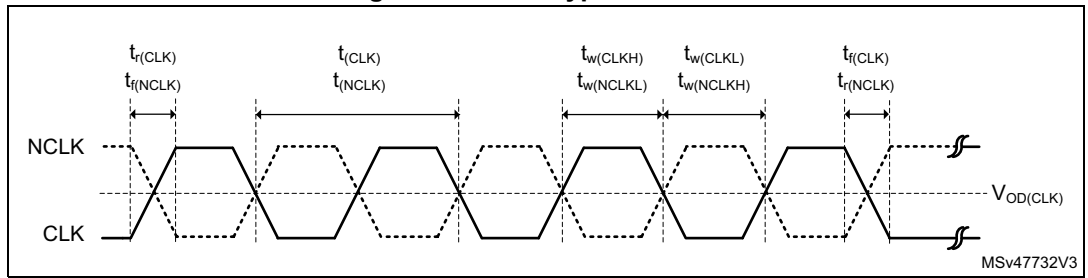 t_r(CLK) t_(CLK) t_w(CLKH) t_w(CLKL) t_f(CLK)
t_f(NCLK) t_(NCLK) t_w(NCLKL) t_w(NCLKH) t_r(NCLK)
NCLK
V_OD(CLK)
CLK
MSv47732V3